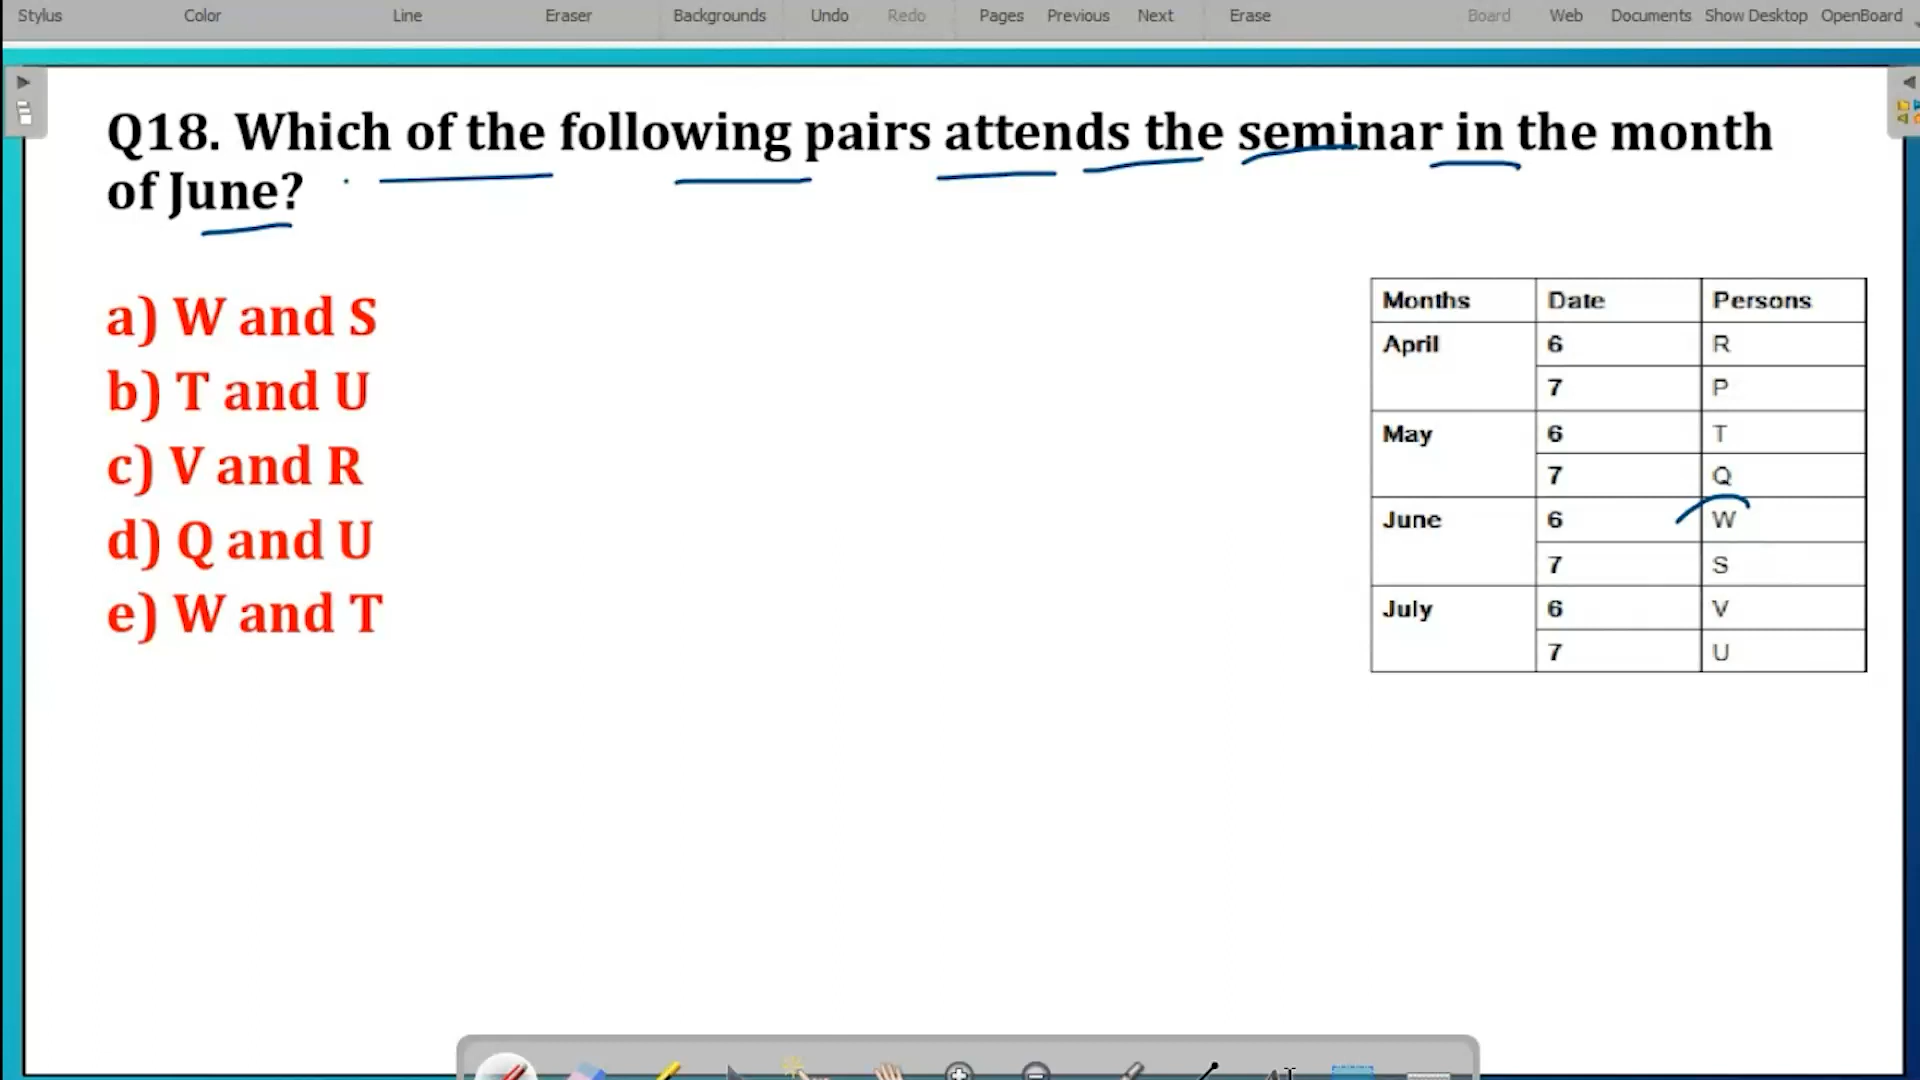 Stylus Color Line Eraser Backgrounds Undo Redo Pages Previous Next Erase Board Web Documents Show Desktop OpenBoard
Q18. Which of the following pairs attends the seminar in the month
of June?
a) W and S
b) T and U
c) V and R
d) Q and U
e) W and T
Months Date Persons
April 6 R
7 P
May 6 T
7 Q
June 6 W
7 S
July 6 V
7 U